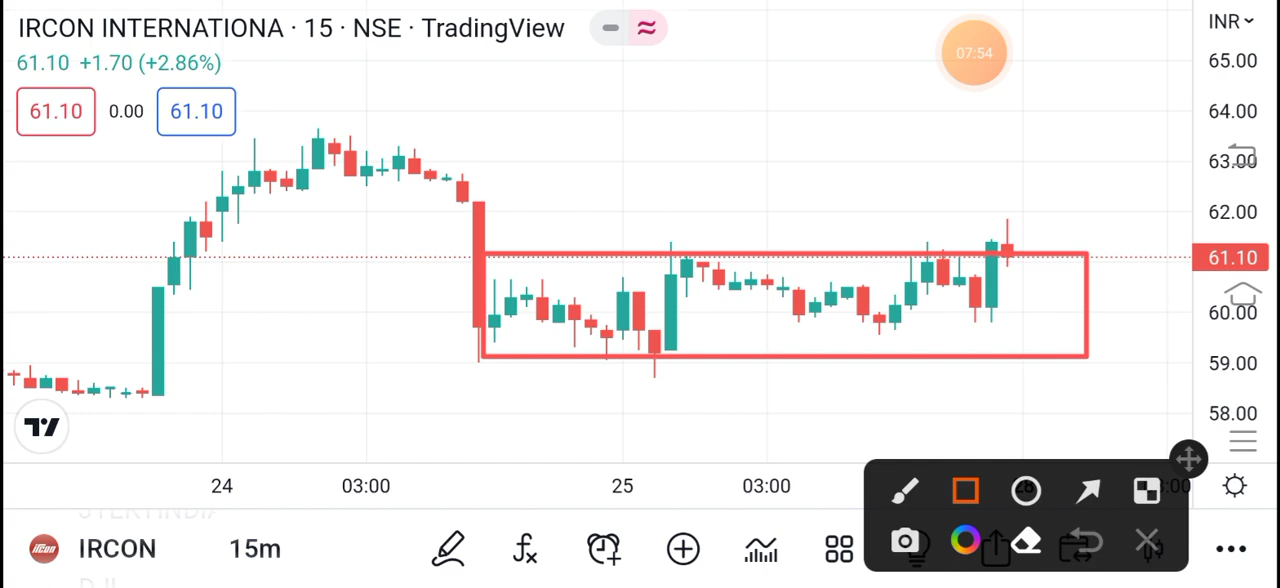 IRCON INTERNATIONA · 15 · NSE · TradingView
INR
07:54
61.10 +1.70 (+2.86%)
65.00
61.10 0.00 61.10
64.00
63.00
62.00
61.10
60.00
59.00
58.00
24 03:00 25 03:00
IRCON
IRCON 15m